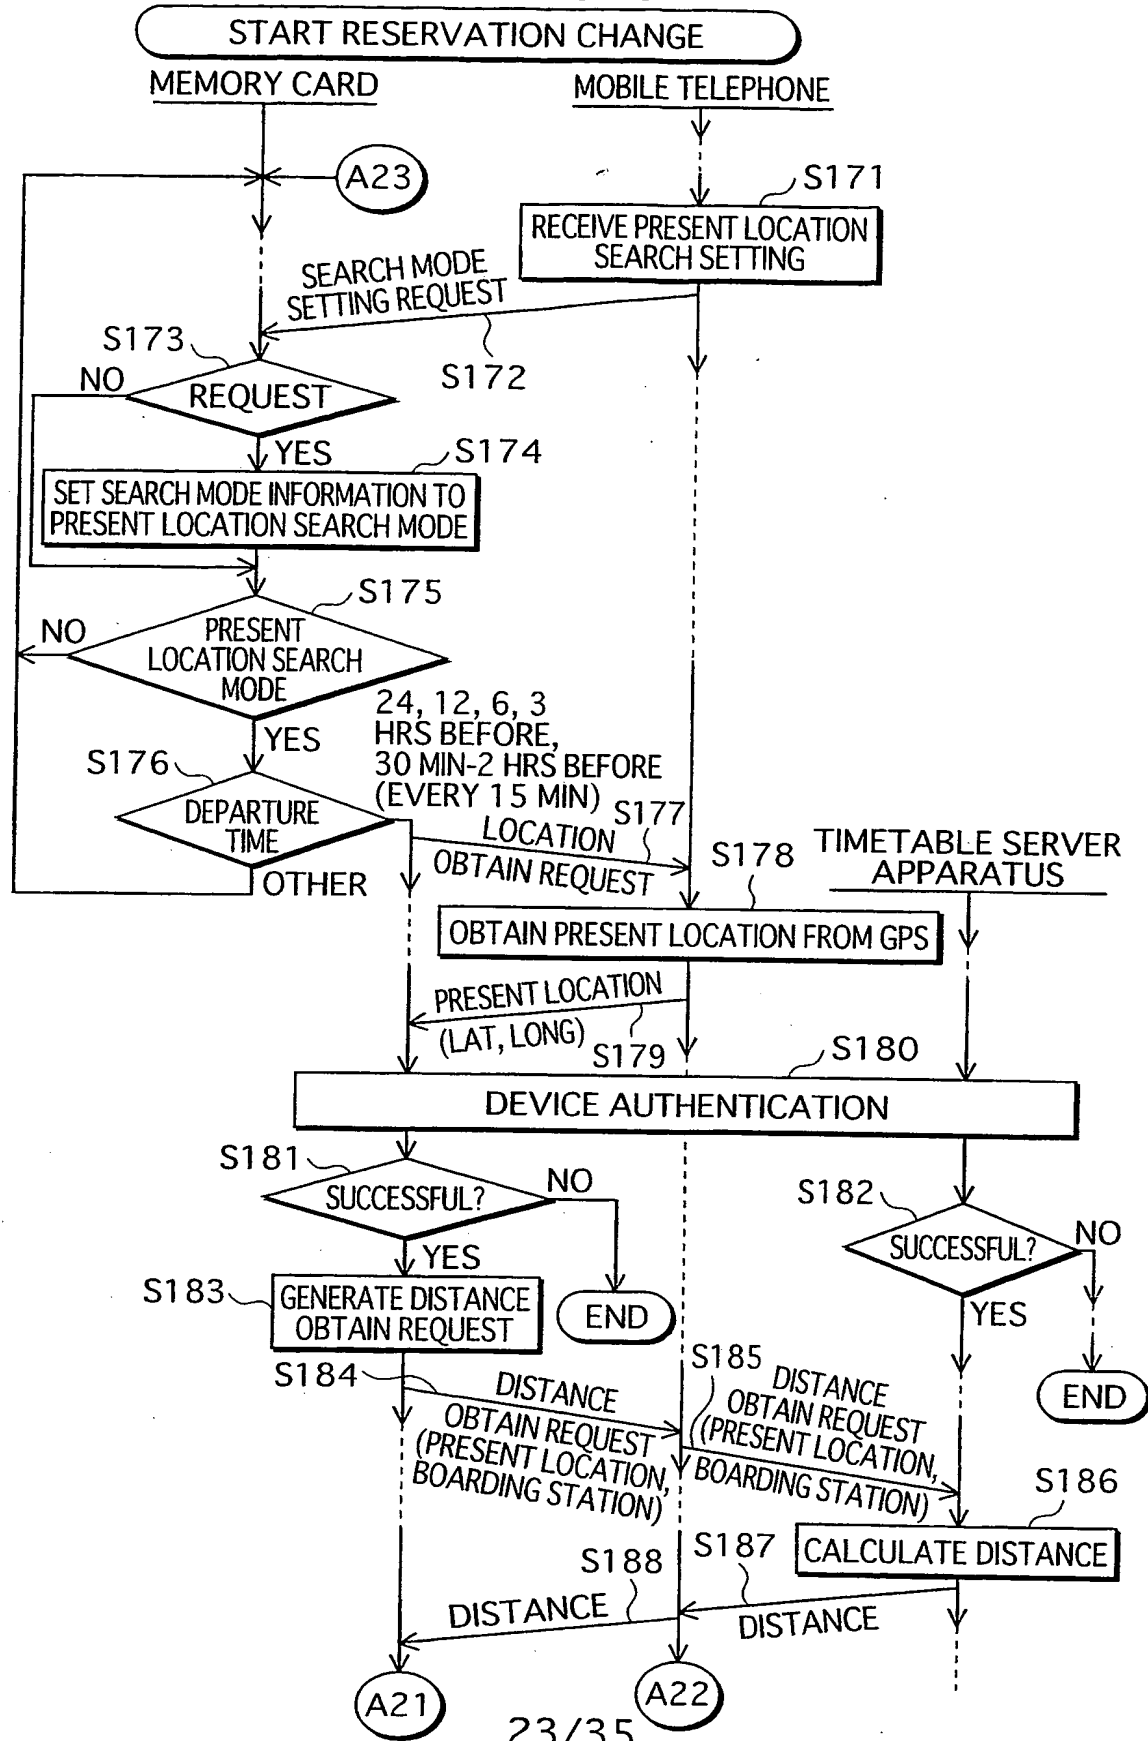 START RESERVATION CHANGE
MEMORY CARD
MOBILE TELEPHONE
A23
S171
RECEIVE PRESENT LOCATION
SEARCH SETTING
SEARCH MODE
SETTING REQUEST
S172
S173
NO
REQUEST
YES
S174
SET SEARCH MODE INFORMATION TO
PRESENT LOCATION SEARCH MODE
S175
NO
PRESENT
LOCATION SEARCH
MODE
YES
24, 12, 6, 3
HRS BEFORE,
30 MIN-2 HRS BEFORE
(EVERY 15 MIN)
S176
DEPARTURE
TIME
OTHER
S177
LOCATION
OBTAIN REQUEST
S178
TIMETABLE SERVER
APPARATUS
OBTAIN PRESENT LOCATION FROM GPS
PRESENT LOCATION
(LAT, LONG)
S179
S180
DEVICE AUTHENTICATION
S181
SUCCESSFUL?
NO
YES
END
S182
SUCCESSFUL?
NO
YES
END
S183
GENERATE DISTANCE
OBTAIN REQUEST
S184
DISTANCE
OBTAIN REQUEST
(PRESENT LOCATION,
BOARDING STATION)
S185
DISTANCE
OBTAIN REQUEST
(PRESENT LOCATION,
BOARDING STATION)
S186
CALCULATE DISTANCE
S187
DISTANCE
S188
DISTANCE
A21
A22
23/35